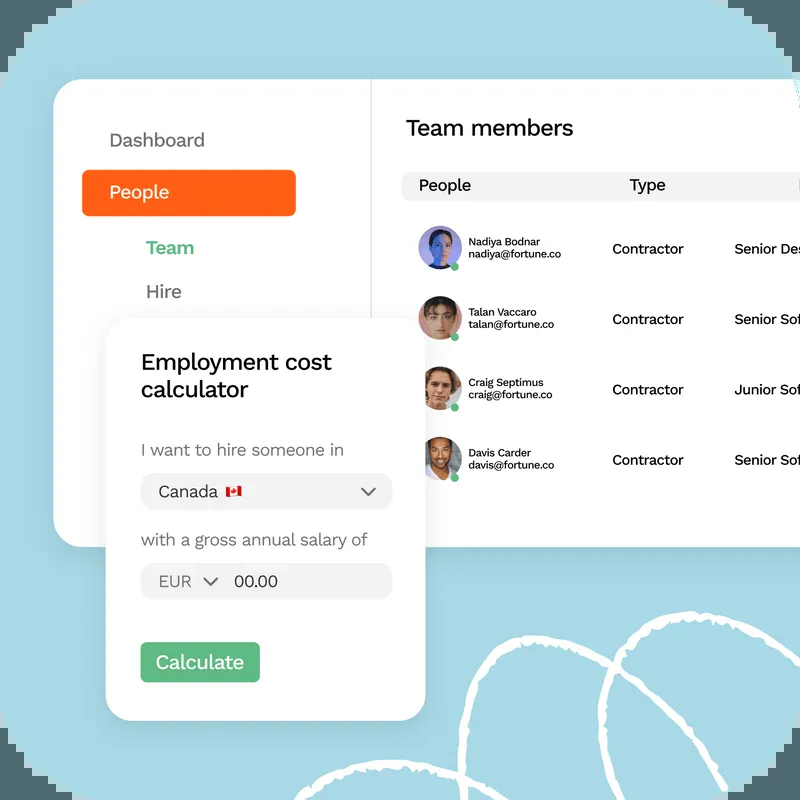 Dashboard
People
Team
Hire
Team members
People Type
Nadiya Bodnar
nadiya@fortune.co
Contractor Senior Des
Talan Vaccaro
talan@fortune.co
Contractor Senior Sof
Craig Septimus
craig@fortune.co
Contractor Junior Sof
Davis Carder
davis@fortune.co
Contractor Senior Sof
Employment cost
calculator
I want to hire someone in
Canada 🇨🇦
with a gross annual salary of
EUR 00.00
Calculate